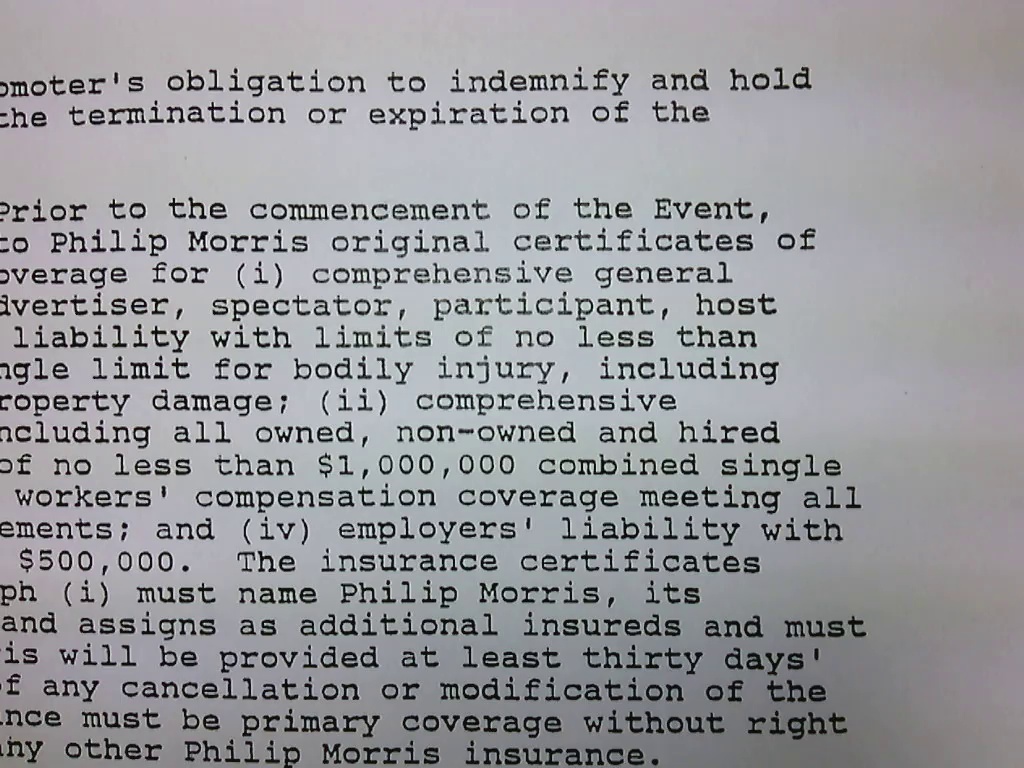 omoter's obligation to indemnify and hold
the termination or expiration of the
Prior to the commencement of the Event,
to Philip Morris original certificates of
overage for (i) comprehensive general
dvertiser, spectator, participant, host
liability with limits of no less than
ngle limit for bodily injury, including
roperty damage; (ii) comprehensive
ncluding all owned, non-owned and hired
of no less than $1,000,000 combined single
workers' compensation coverage meeting all
ements; and (iv) employers' liability with
$500,000. The insurance certificates
ph (i) must name Philip Morris, its
and assigns as additional insureds and must
is will be provided at least thirty days'
f any cancellation or modification of the
nce must be primary coverage without right
ny other Philip Morris insurance.